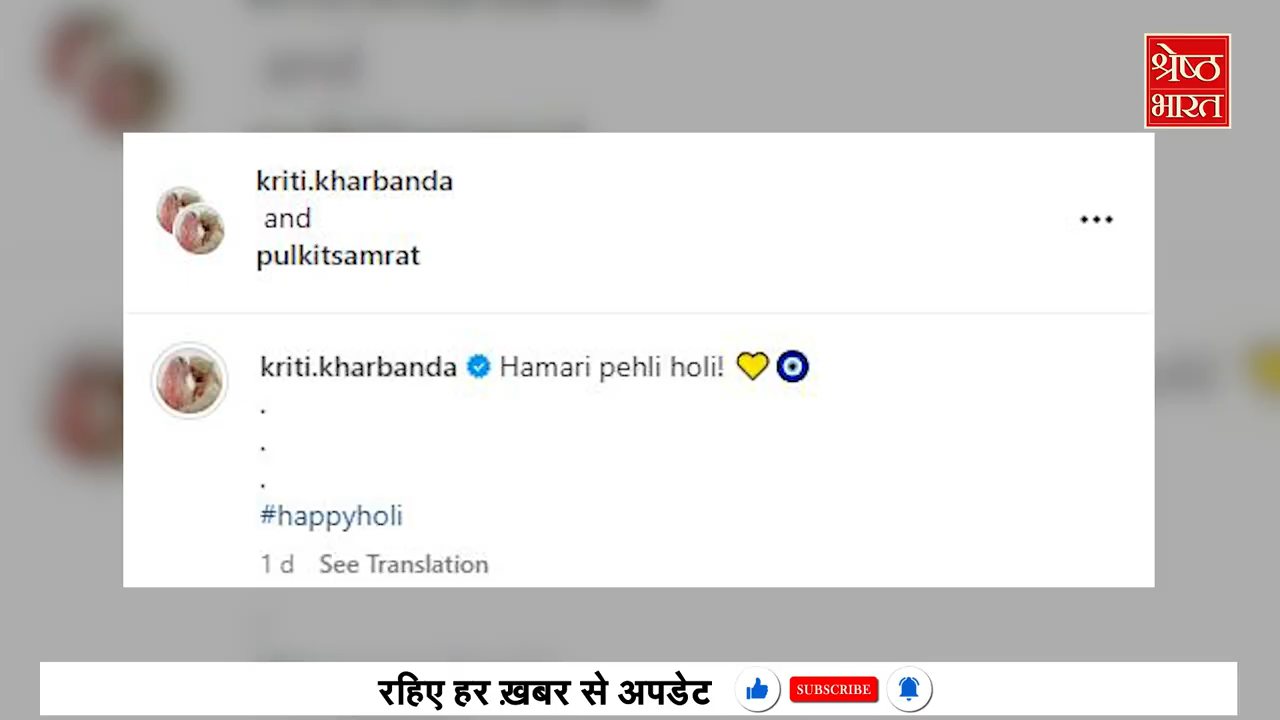 श्रेष्ठ
भारत
kriti.kharbanda
and
pulkitsamrat
kriti.kharbanda Hamari pehli holi! 💛🧿
.
.
.
#happyholi
1 d See Translation
रहिए हर ख़बर से अपडेट SUBSCRIBE